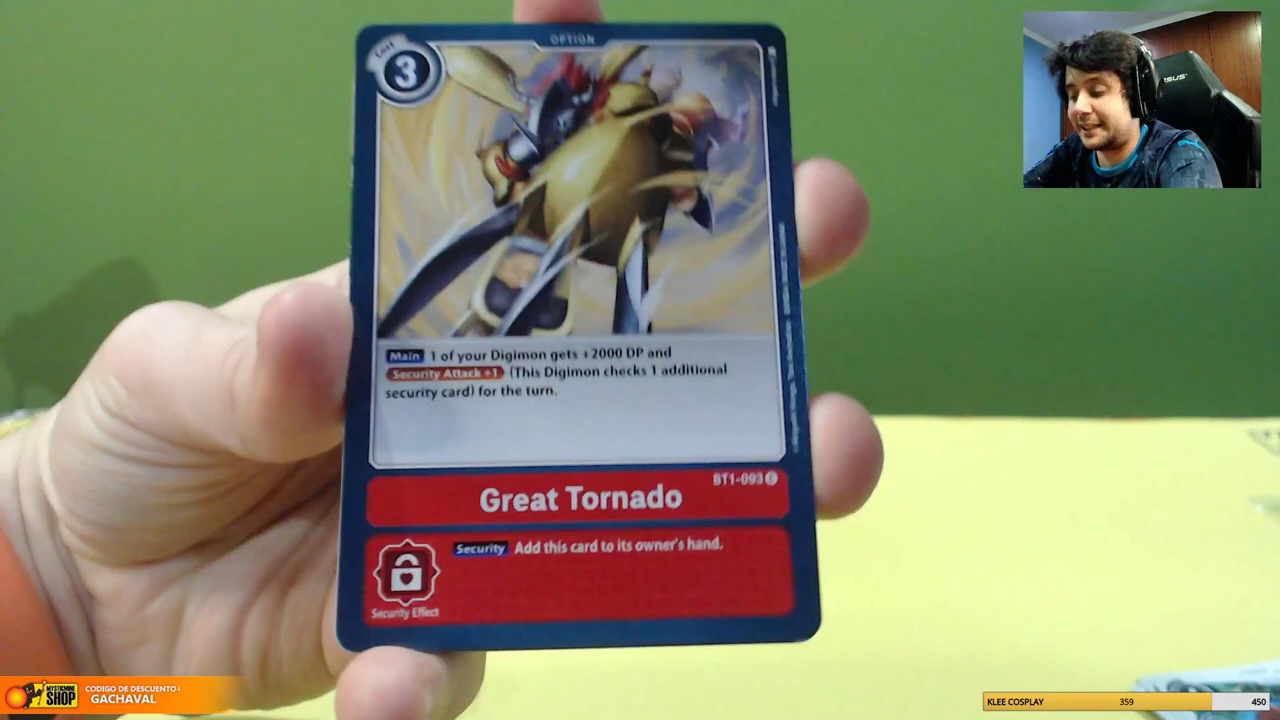 OPTION
Cost
3
Main 1 of your Digimon gets +2000 DP and
Security Attack +1 (This Digimon checks 1 additional
security card) for the turn.
BT1-093 C
Great Tornado
Security Add this card to its owner's hand.
Security Effect
MYSTICMINE
SHOP
CODIGO DE DESCUENTO
GACHAVAL
KLEE COSPLAY 359 450